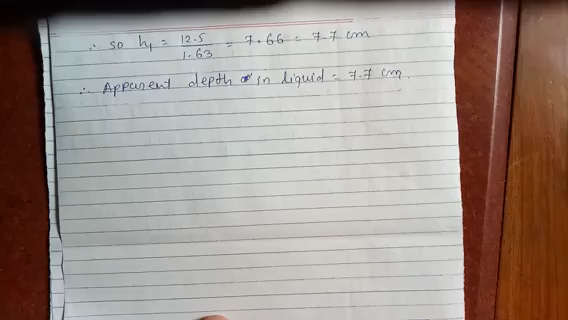 ∴ so h₁ = 12.5 / 1.63 = 7.66 = 7.7 cm
∴ Apparent depth in liquid = 7.7 cm.